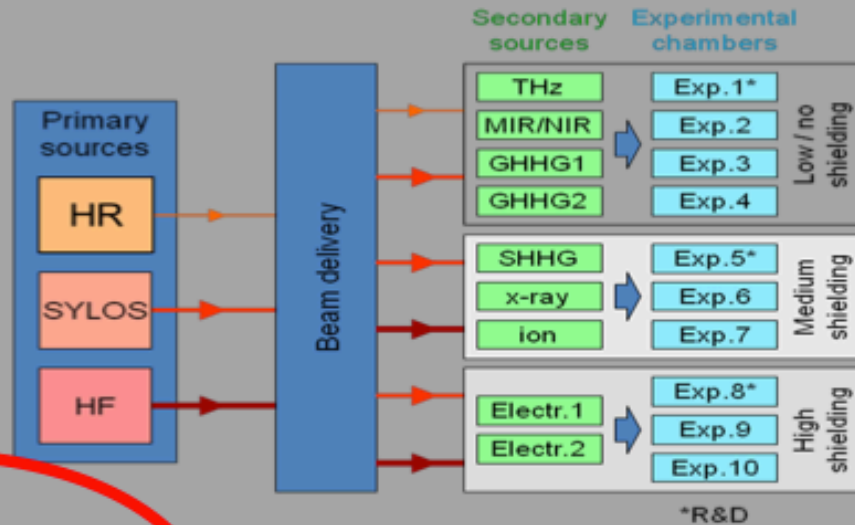 Secondary sources
Experimental chambers
Primary sources
HR
SYLOS
HF
Beam delivery
THz
MIR/NIR
GHHG1
GHHG2
Exp.1*
Exp.2
Exp.3
Exp.4
Low / no shielding
SHHG
x-ray
ion
Exp.5*
Exp.6
Exp.7
Medium shielding
Electr.1
Electr.2
Exp.8*
Exp.9
Exp.10
High shielding
*R&D